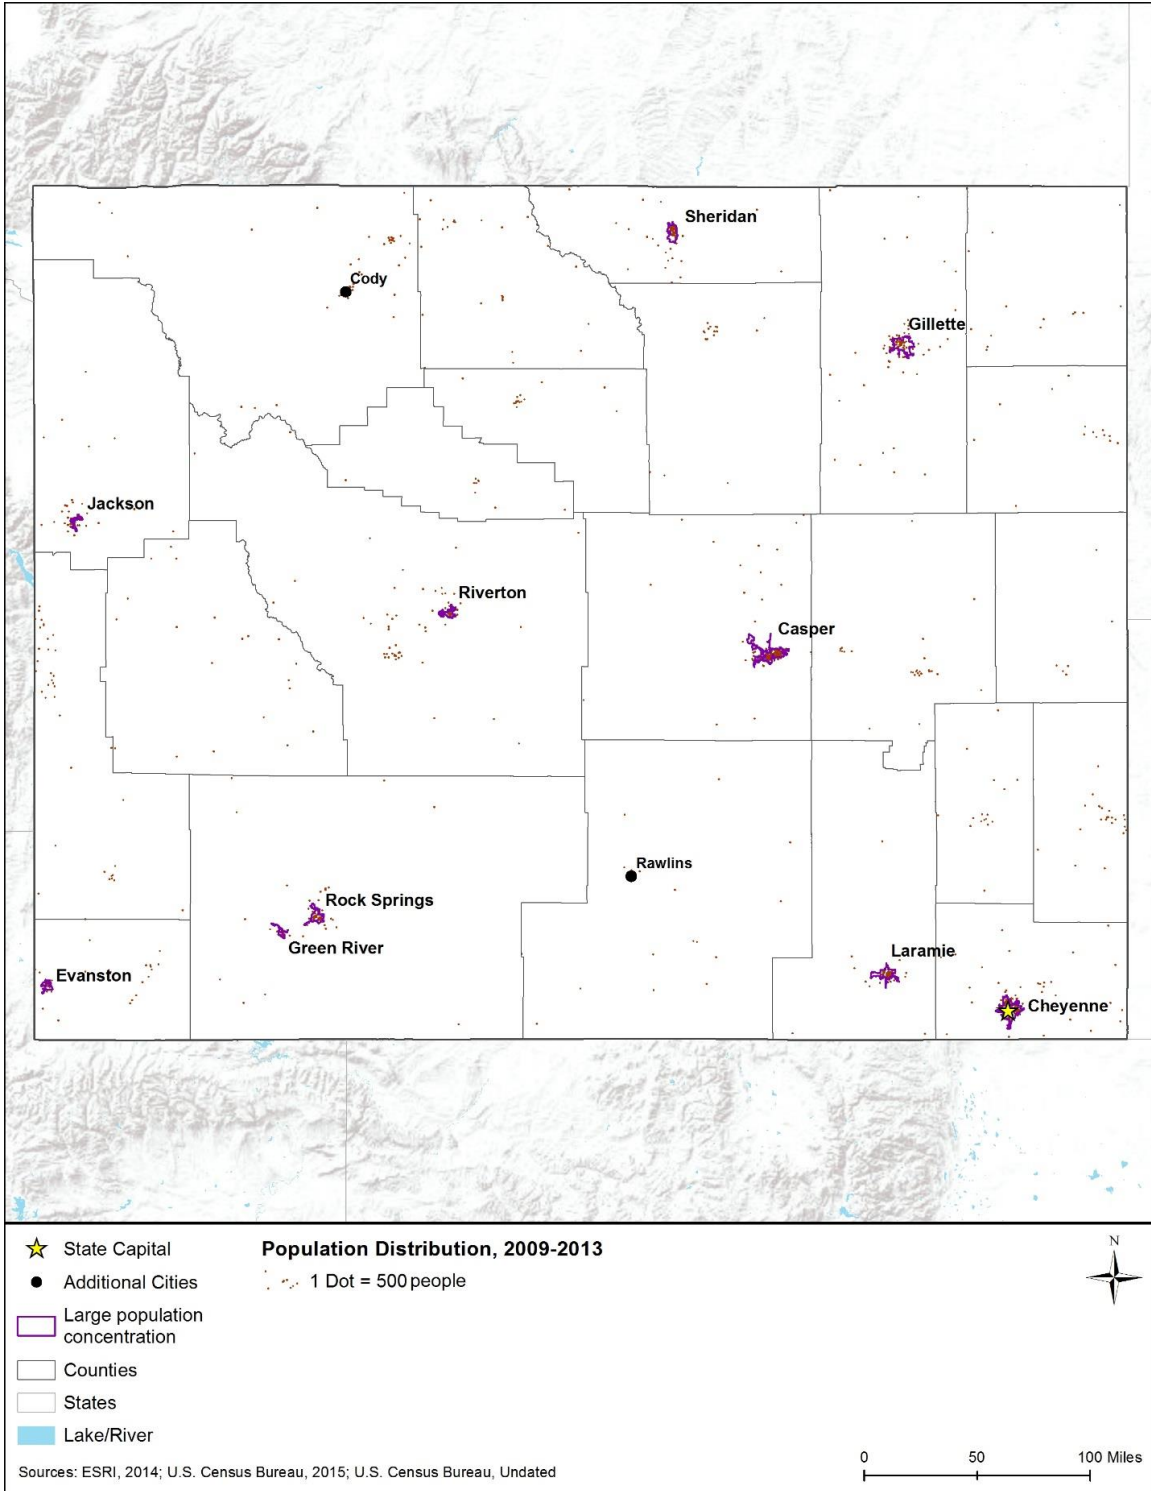 Sheridan
Cody
Gillette
Jackson
Riverton
Casper
Rawlins
Rock Springs
Green River
Laramie
Evanston
Cheyenne
State Capital
Population Distribution, 2009-2013
N
Additional Cities
1 Dot = 500 people
Large population
concentration
Counties
States
Lake/River
0 50 100 Miles
Sources: ESRI, 2014; U.S. Census Bureau, 2015; U.S. Census Bureau, Undated